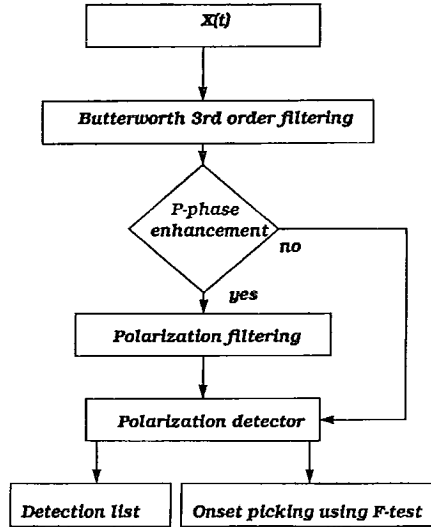 X(t)
Butterworth 3rd order filtering
P-phase
enhancement
no
yes
Polarization filtering
Polarization detector
Detection list
Onset picking using F-test